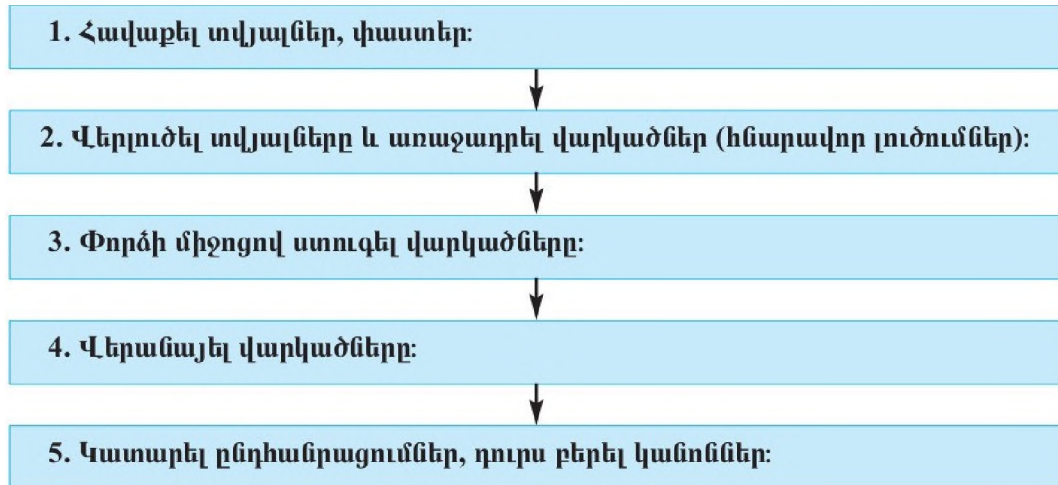 1. Հավաքել տվյալներ, փաստեր:
2. Վերլուծել տվյալները և առաջադրել վարկածներ (հնարավոր լուծումներ):
3. Փորձի միջոցով ստուգել վարկածները:
4. Վերանայել վարկածները:
5. Կատարել ընդհանրացումներ, դուրս բերել կանոններ: